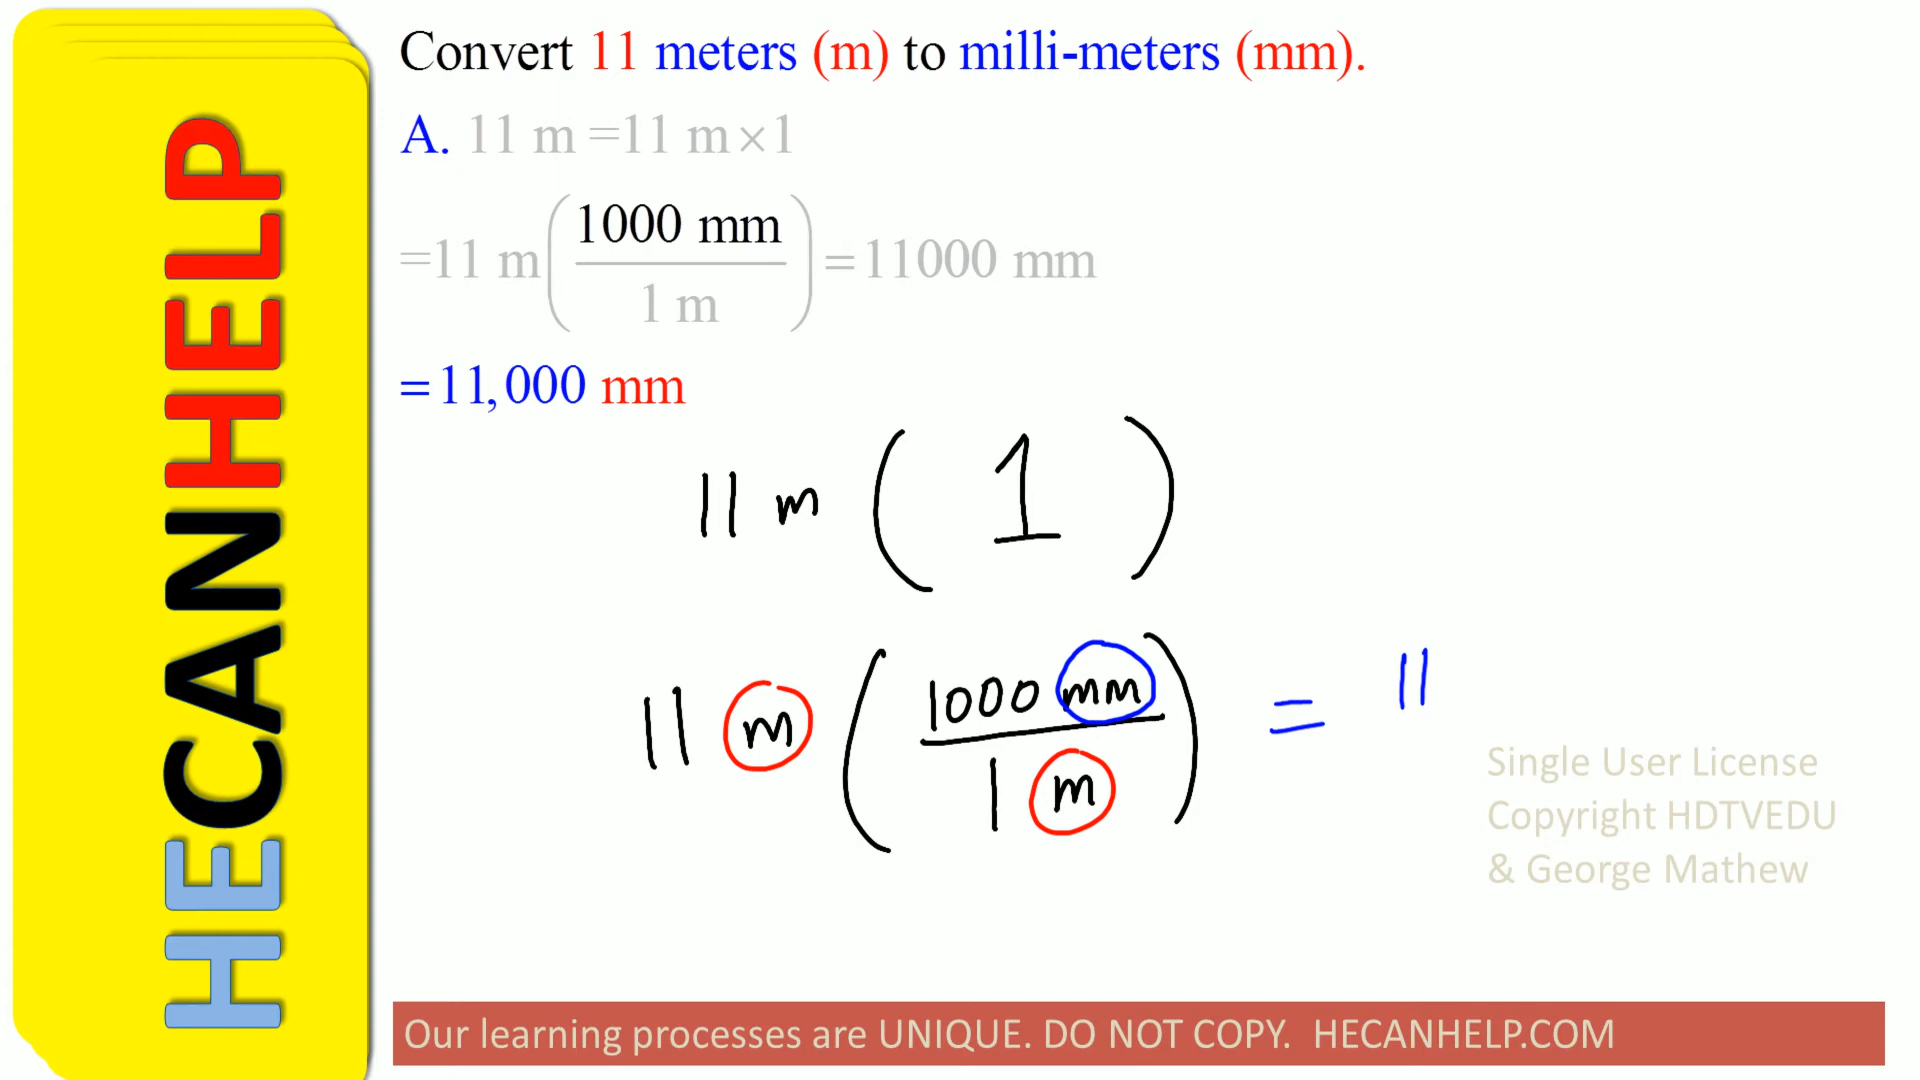 HECANHELP
Convert 11 meters (m) to milli-meters (mm).
A. 11 m =11 m×1
=11 m(1000 mm/1 m)=11000 mm
=11,000 mm
11 m ( 1 )
11 m (1000 mm/1 m) = 11
Single User License
Copyright HDTVEDU
& George Mathew
Our learning processes are UNIQUE. DO NOT COPY. HECANHELP.COM